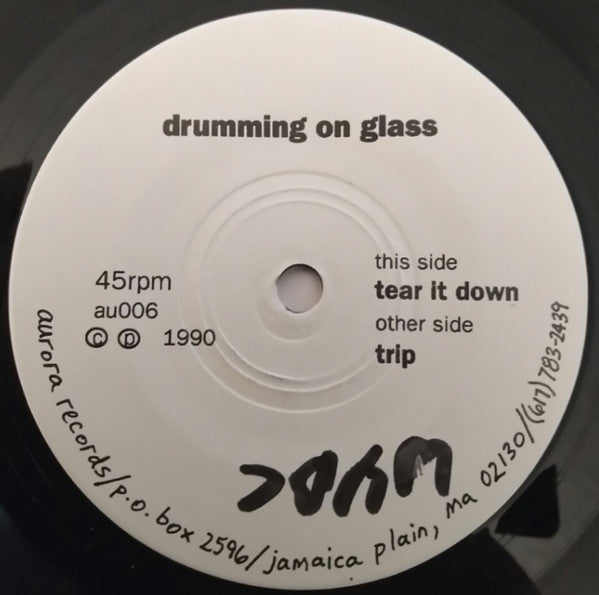 drumming on glass
this side
45rpm
tear it down
au006
other side
© ℗ 1990
trip
aurora records/p.o. box 2596/jamaica plain, ma 02130/(617)783-2439